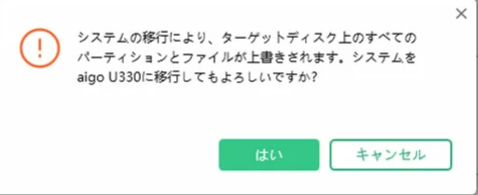 システムの移行により、ターゲットディスク上のすべての
パーティションとファイルが上書きされます。システムを
aigo U330に移行してもよろしいですか?
はい
キャンセル